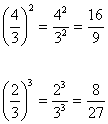 (4/3)² = 4²/3² = 16/9
(2/3)³ = 2³/3³ = 8/27